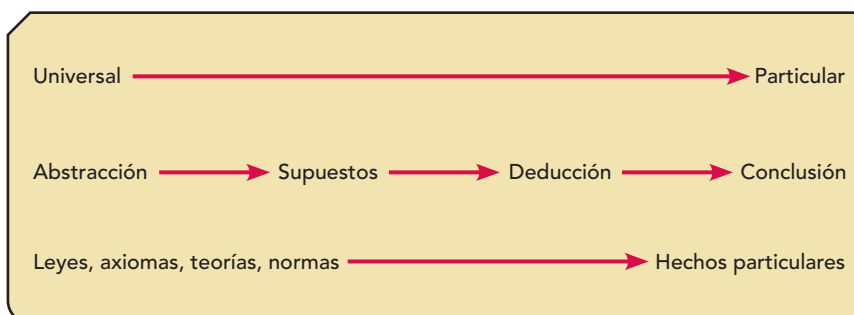 Universal Particular
Abstracción Supuestos Deducción Conclusión
Leyes, axiomas, teorías, normas Hechos particulares